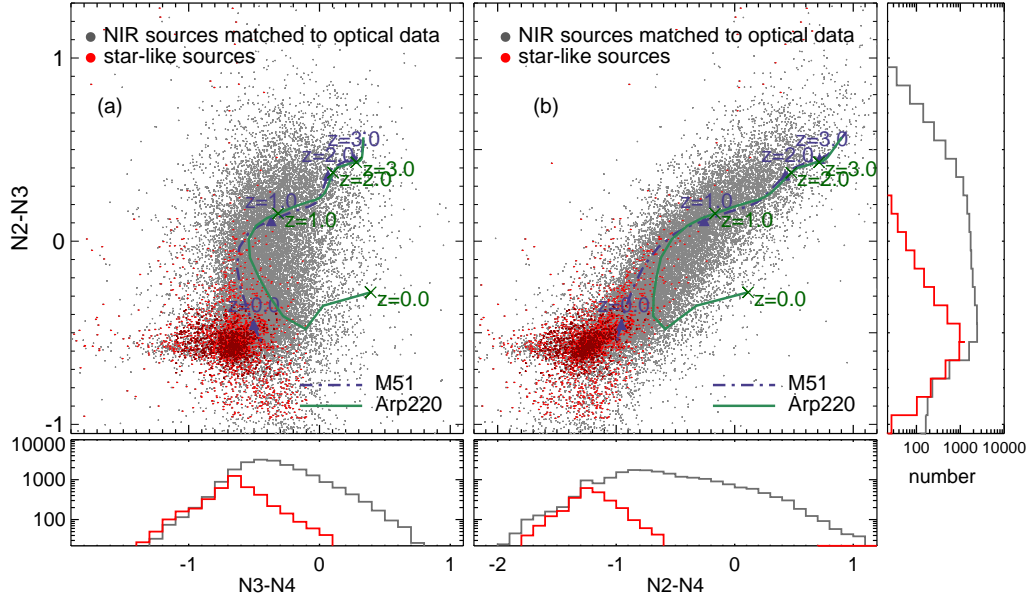 NIR sources matched to optical data
star-like sources
(a)
z=3.0
z=2.0
z=3.0
z=2.0
z=1.0
z=1.0
z=0.0
z=0.0
M51
Arp220
N2-N3
1
0
-1
NIR sources matched to optical data
star-like sources
(b)
z=3.0
z=2.0
z=3.0
z=2.0
z=1.0
z=1.0
z=0.0
z=0.0
M51
Arp220
100 1000 10000
number
10000
1000
100
-1 0 1
N3-N4
-2 -1 0 1
N2-N4